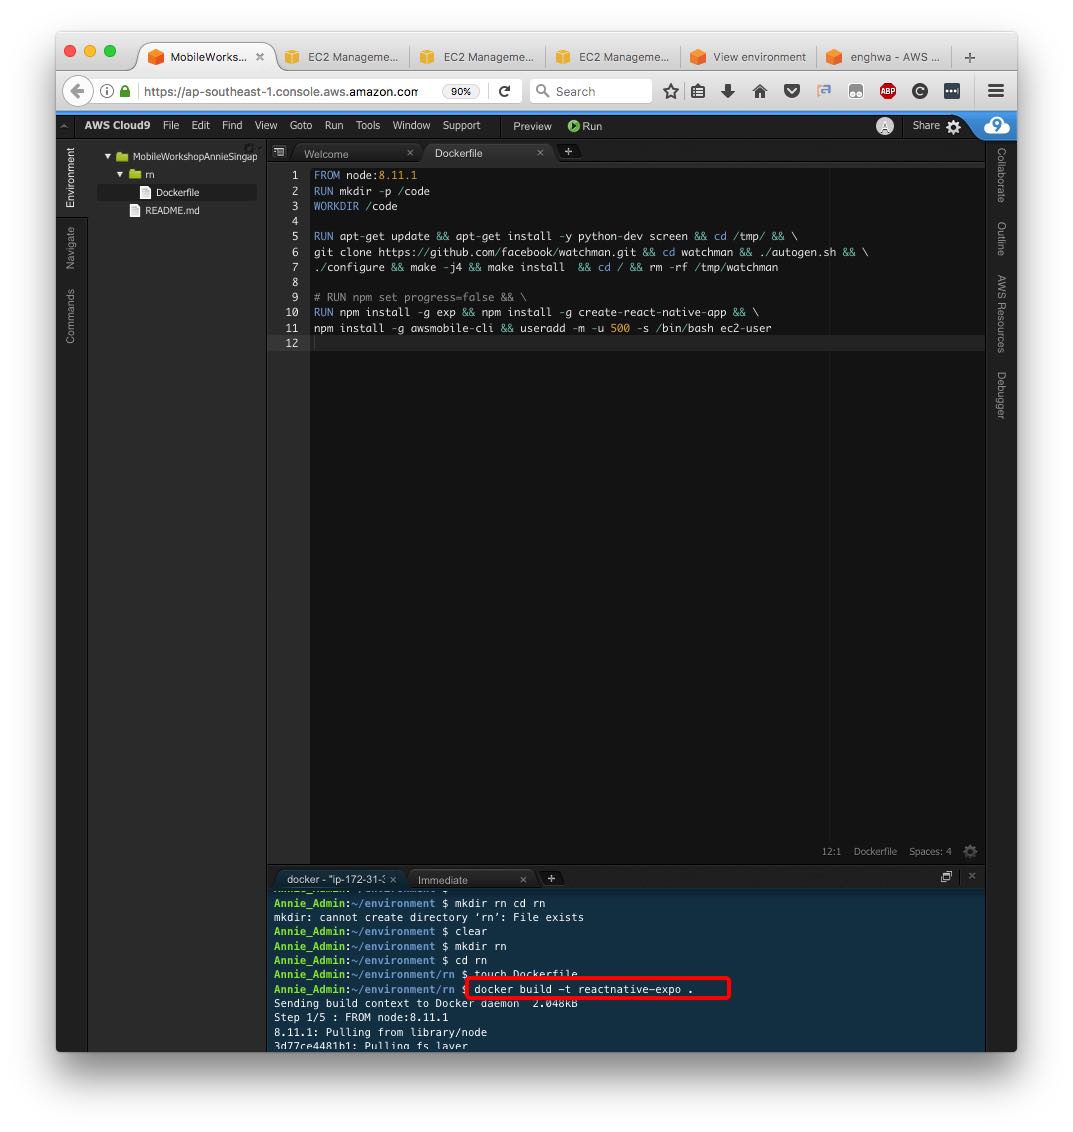 MobileWorks... × EC2 Manageme... EC2 Manageme... EC2 Manageme... View environment enghwa - AWS ... +
https://ap-southeast-1.console.aws.amazon.com 90% Search ABP C
AWS Cloud9 File Edit Find View Goto Run Tools Window Support Preview Run A Share 9
Environment
Navigate
Commands
MobileWorkshopAnnieSingap
rn
Dockerfile
README.md
Welcome × Dockerfile × +
1 FROM node:8.11.1
2 RUN mkdir -p /code
3 WORKDIR /code
4
5 RUN apt-get update && apt-get install -y python-dev screen && cd /tmp/ && \
6 git clone https://github.com/facebook/watchman.git && cd watchman && ./autogen.sh && \
7 ./configure && make -j4 && make install  && cd / && rm -rf /tmp/watchman
8
9 # RUN npm set progress=false && \
10 RUN npm install -g exp && npm install -g create-react-native-app && \
11 npm install -g awsmobile-cli && useradd -m -u 500 -s /bin/bash ec2-user
12
12:1 Dockerfile Spaces: 4
Collaborate
Outline
AWS Resources
Debugger
docker - "ip-172-31-3 × Immediate × +
Annie_Admin:~/environment $
Annie_Admin:~/environment $ mkdir rn cd rn
mkdir: cannot create directory ‘rn’: File exists
Annie_Admin:~/environment $ clear
Annie_Admin:~/environment $ mkdir rn
Annie_Admin:~/environment $ cd rn
Annie_Admin:~/environment/rn $ touch Dockerfile
Annie_Admin:~/environment/rn $ docker build -t reactnative-expo .
Sending build context to Docker daemon  2.048kB
Step 1/5 : FROM node:8.11.1
8.11.1: Pulling from library/node
3d77ce4481b1: Pulling fs layer